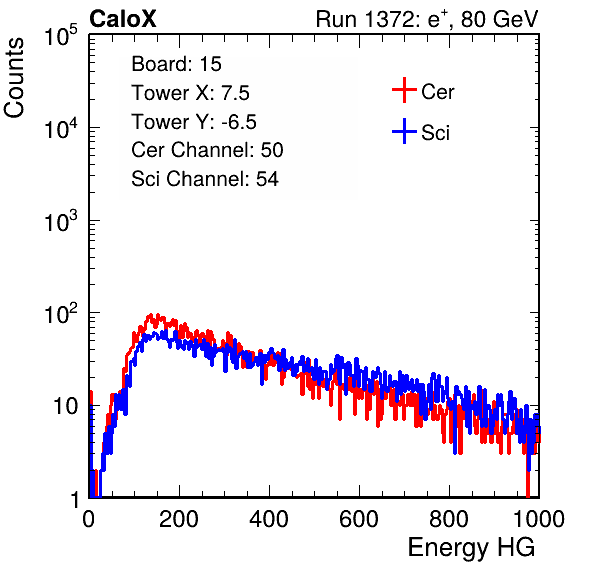 CaloX Run 1372: e⁺, 80 GeV
Board: 15
Tower X: 7.5
Tower Y: -6.5
Cer Channel: 50
Sci Channel: 54
Cer
Sci
Counts
10⁵
10⁴
10³
10²
10
1
0 200 400 600 800 1000
Energy HG